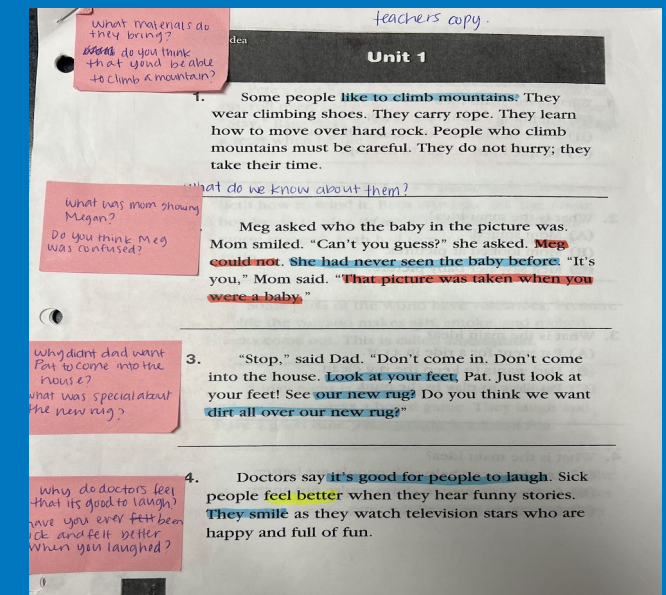 teachers copy.
What materials do
they bring?
do you think
that youd be able
to climb a mountain?
dea
Unit 1
1. Some people like to climb mountains. They
wear climbing shoes. They carry rope. They learn
how to move over hard rock. People who climb
mountains must be careful. They do not hurry; they
take their time.
what do we know about them?
What was mom showing
Megan?
Do you think Meg
was confused?
Meg asked who the baby in the picture was.
Mom smiled. “Can’t you guess?” she asked. Meg
could not. She had never seen the baby before. “It’s
you,” Mom said. “That picture was taken when you
were a baby.”
Why didnt dad want
Pat to come into the
house?
what was special about
the new rug?
3. “Stop,” said Dad. “Don’t come in. Don’t come
into the house. Look at your feet, Pat. Just look at
your feet! See our new rug? Do you think we want
dirt all over our new rug?”
why do doctors feel
that its good to laugh?
have you ever felt been
ick and felt better
when you laughed?
4. Doctors say it’s good for people to laugh. Sick
people feel better when they hear funny stories.
They smile as they watch television stars who are
happy and full of fun.